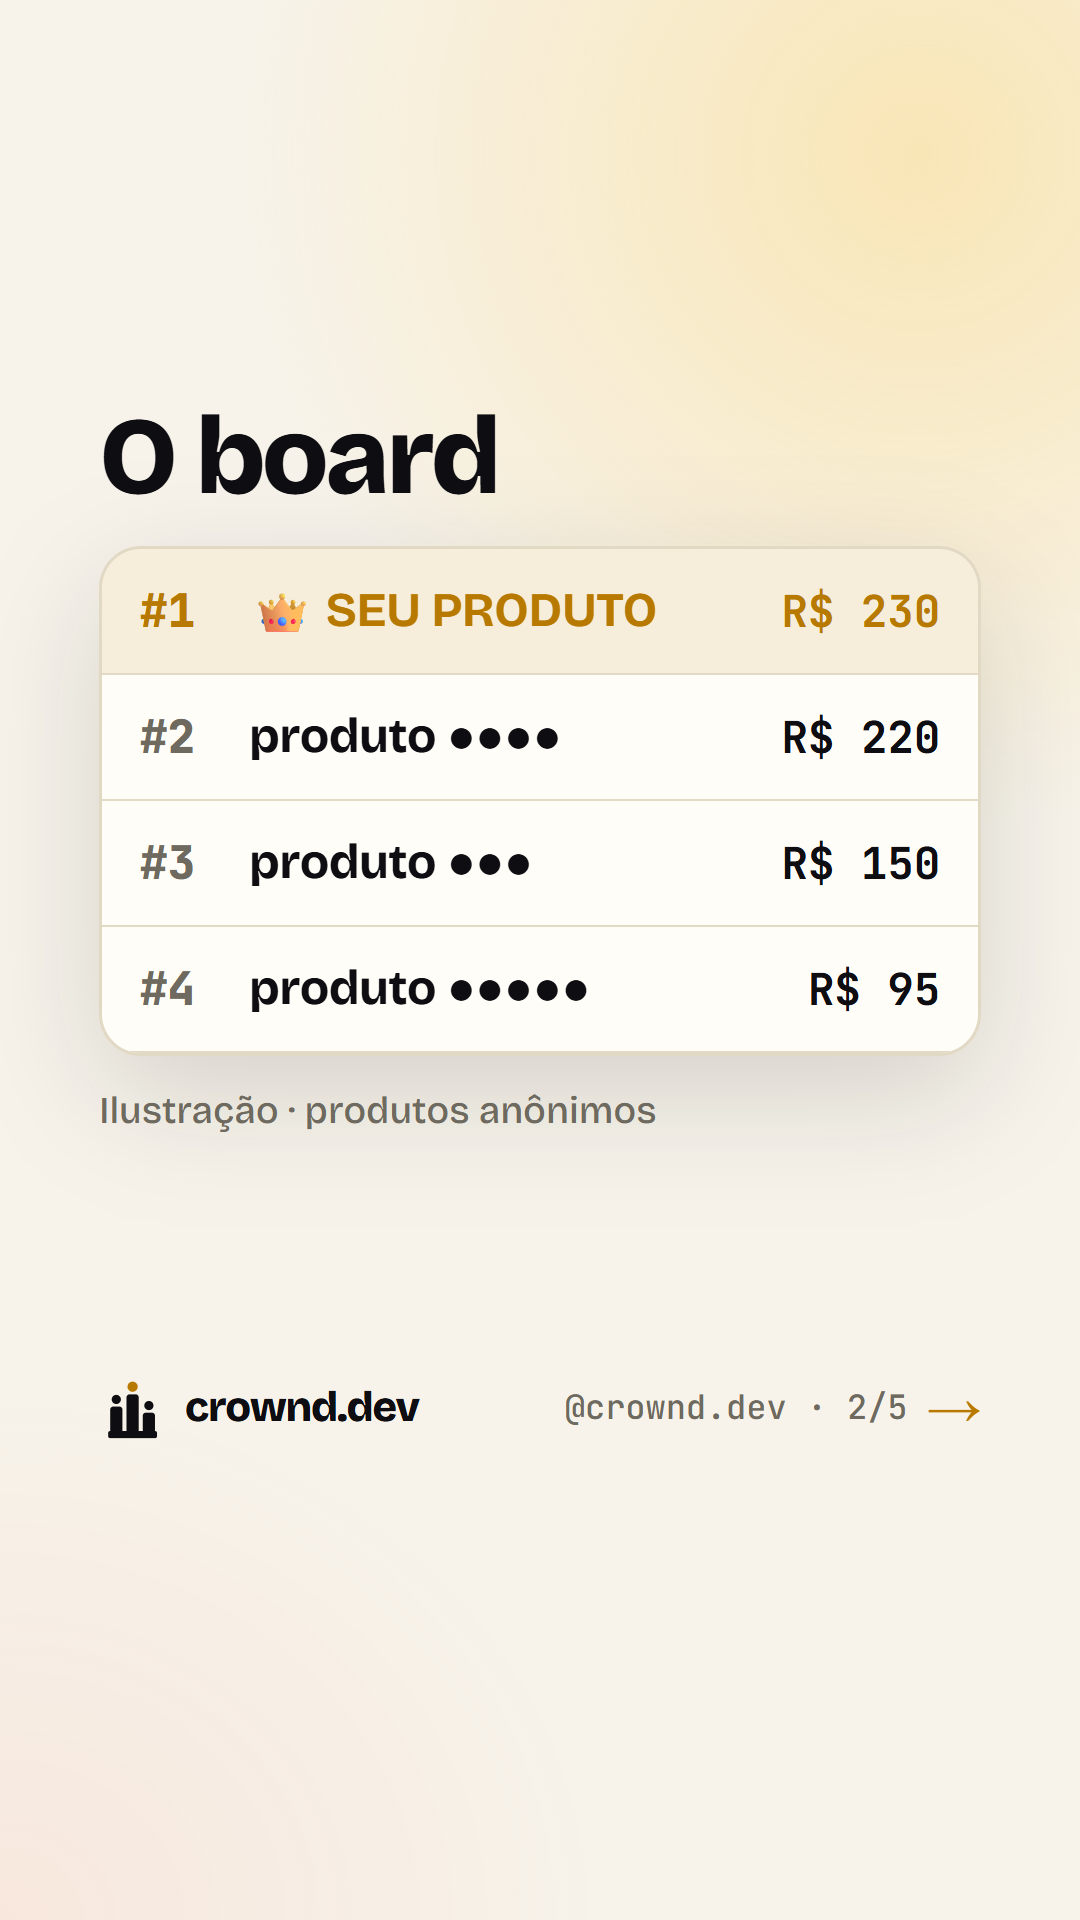 O board
#1 👑 SEU PRODUTO R$ 230
#2 produto ●●●● R$ 220
#3 produto ●●● R$ 150
#4 produto ●●●●● R$ 95
Ilustração · produtos anônimos
crownd.dev @crownd.dev · 2/5 →